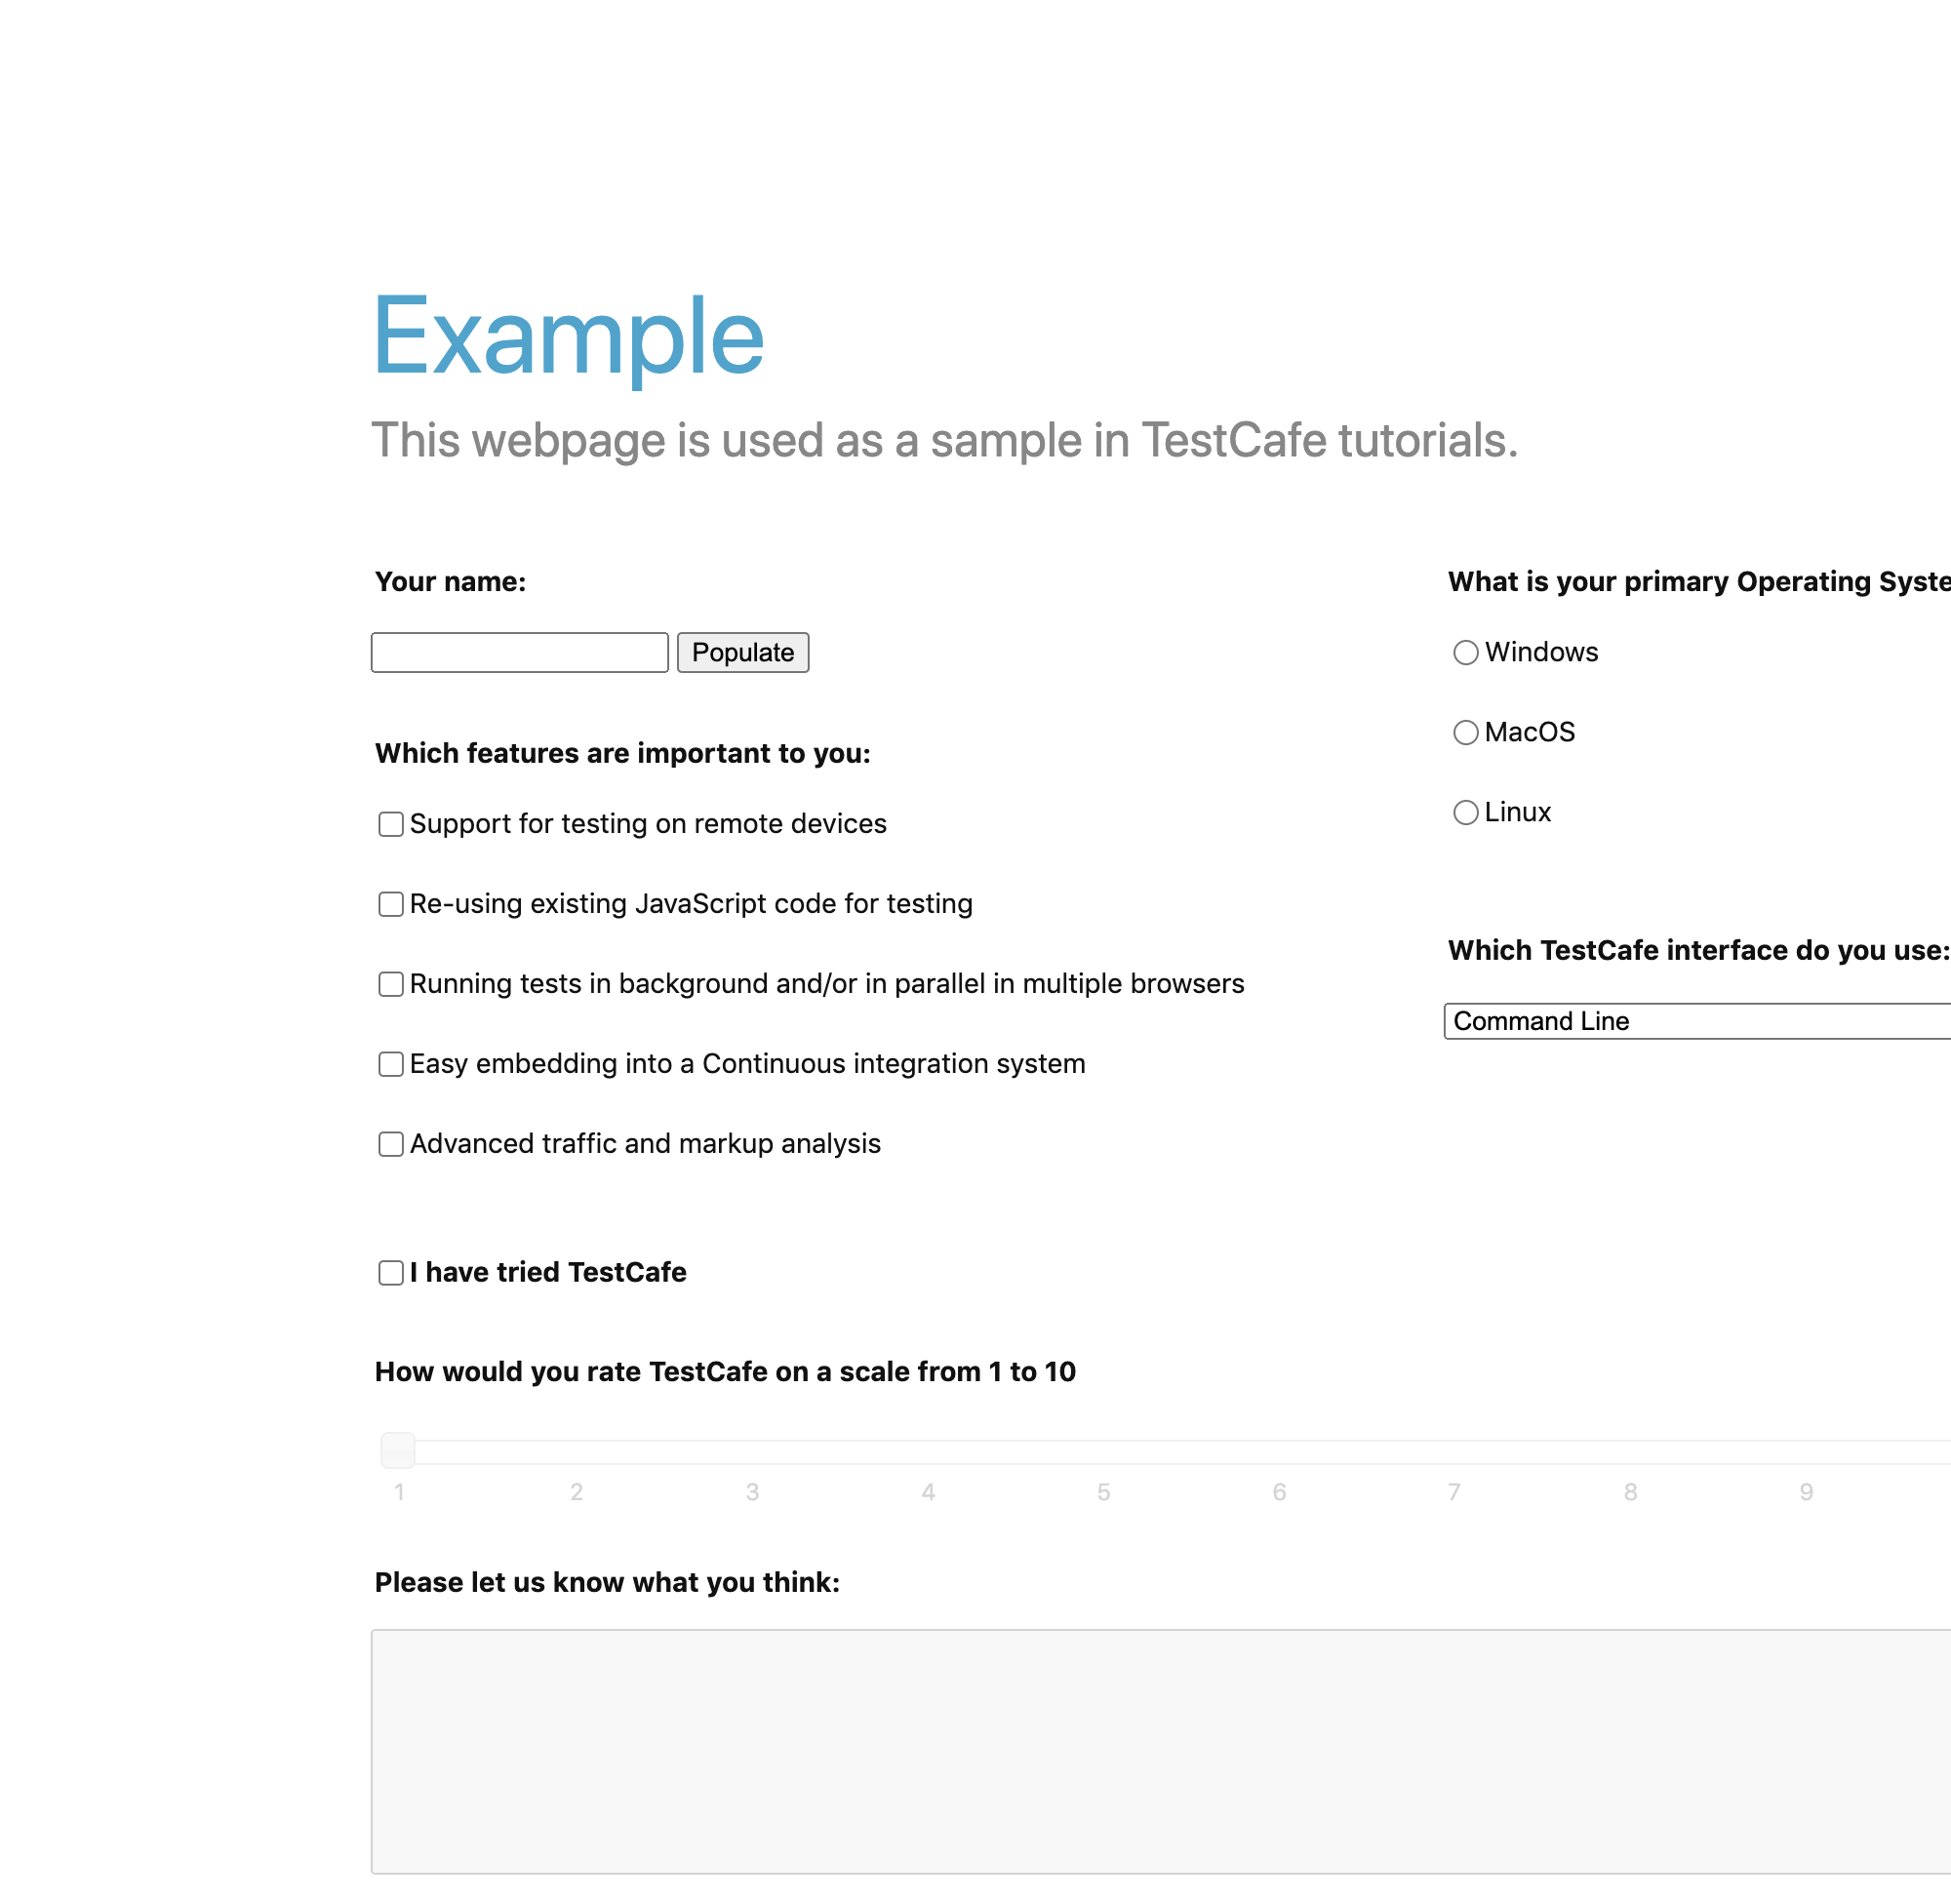 Example
This webpage is used as a sample in TestCafe tutorials.
Your name:
Populate
Which features are important to you:
Support for testing on remote devices
Re-using existing JavaScript code for testing
Running tests in background and/or in parallel in multiple browsers
Easy embedding into a Continuous integration system
Advanced traffic and markup analysis
I have tried TestCafe
What is your primary Operating Syste
Windows
MacOS
Linux
Which TestCafe interface do you use:
Command Line
How would you rate TestCafe on a scale from 1 to 10
1 2 3 4 5 6 7 8 9
Please let us know what you think: